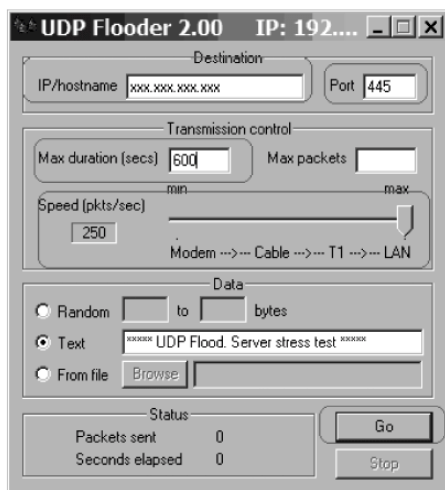 UDP Flooder 2.00 IP: 192....
Destination
IP/hostname xxx.xxx.xxx.xxx Port 445
Transmission control
Max duration (secs) 600 Max packets
min max
Speed (pkts/sec)
250
Modem --->--- Cable --->--- T1 --->--- LAN
Data
Random to bytes
Text ***** UDP Flood. Server stress test *****
From file Browse
Status
Packets sent 0
Seconds elapsed 0
Go
Stop